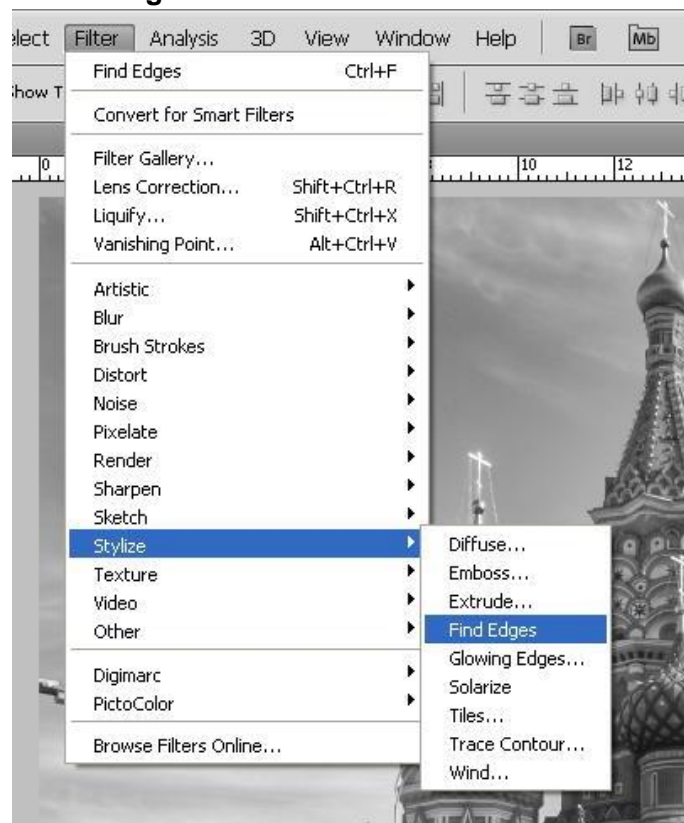 Filter Analysis 3D View Window Help Br Mb
Find Edges Ctrl+F
Convert for Smart Filters
Filter Gallery...
Lens Correction... Shift+Ctrl+R
Liquify... Shift+Ctrl+X
Vanishing Point... Alt+Ctrl+V
0 10 12
Artistic
Blur
Brush Strokes
Distort
Noise
Pixelate
Render
Sharpen
Sketch
Stylize
Texture
Video
Other
Digimarc
PictoColor
Browse Filters Online...
Diffuse...
Emboss...
Extrude...
Find Edges
Glowing Edges...
Solarize
Tiles...
Trace Contour...
Wind...